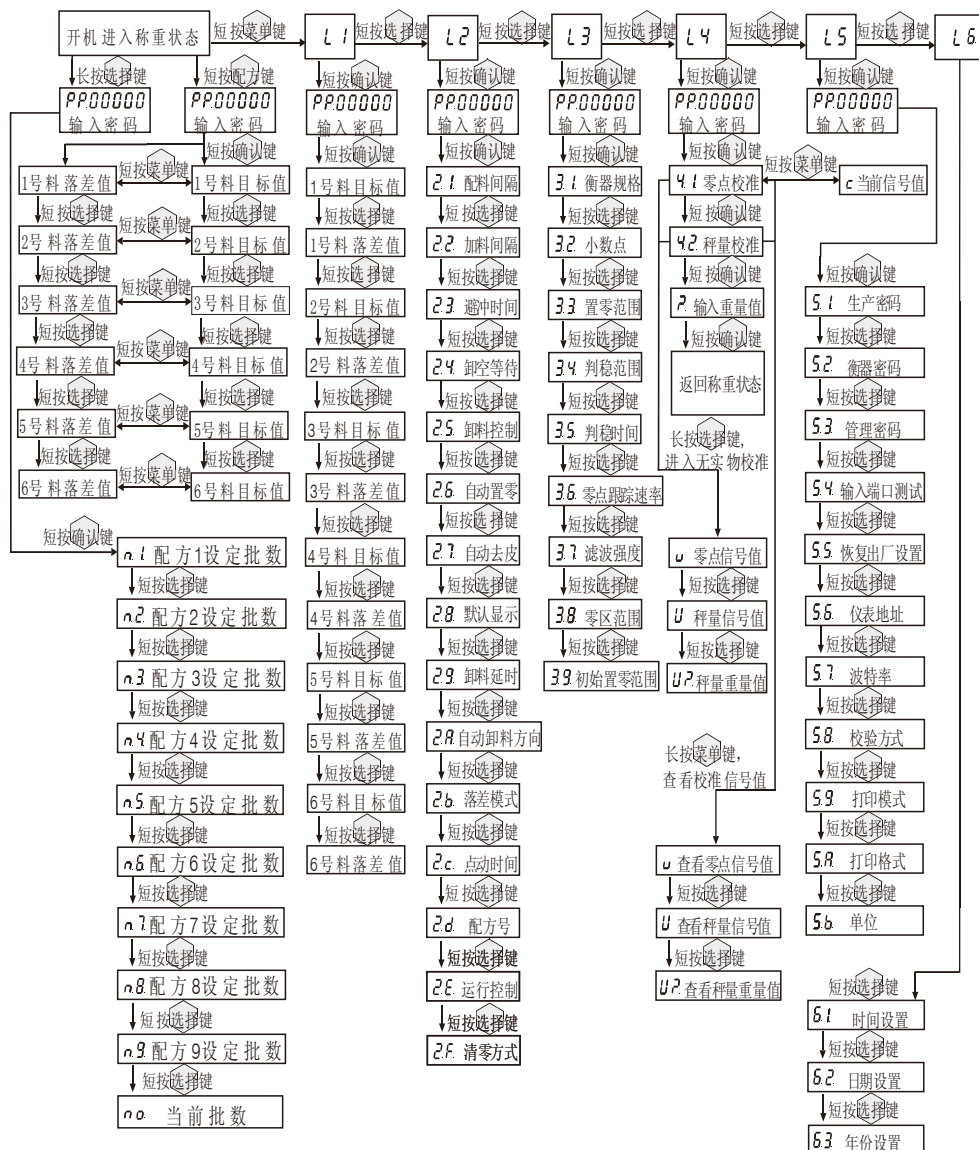 开机进入称重状态
短按菜单键
L1
短按选择键
L2
短按选择键
L3
短按选择键
L4
短按选择键
L5
短按选择键
L6.
长按选择键
PP.00000
输入密码
短按配方键
PP.00000
输入密码
短按确认键
1号料落差值
短按菜单键
1号料目标值
短按选择键
短按选择键
2号料落差值
短按菜单键
2号料目标值
短按选择键
短按选择键
3号料落差值
短按菜单键
3号料目标值
短按选择键
短按选择键
4号料落差值
短按菜单键
4号料目标值
短按选择键
短按选择键
5号料落差值
短按菜单键
5号料目标值
短按选择键
短按选择键
6号料落差值
短按菜单键
6号料目标值
短按确认键
n.1. 配方1设定批数
短按选择键
n.2. 配方2设定批数
短按选择键
n.3. 配方3设定批数
短按选择键
n.4. 配方4设定批数
短按选择键
n.5. 配方5设定批数
短按选择键
n.6. 配方6设定批数
短按选择键
n.7. 配方7设定批数
短按选择键
n.8. 配方8设定批数
短按选择键
n.9. 配方9设定批数
短按选择键
n.o. 当前批数
短按确认键
PP.00000
输入密码
短按确认键
1号料目标值
短按选择键
1号料落差值
短按选择键
2号料目标值
短按选择键
2号料落差值
短按选择键
3号料目标值
短按选择键
3号料落差值
短按选择键
4号料目标值
短按选择键
4号料落差值
短按选择键
5号料目标值
短按选择键
5号料落差值
短按选择键
6号料目标值
短按选择键
6号料落差值
短按确认键
PP.00000
输入密码
短按确认键
2.1. 配料间隔
短按选择键
2.2. 加料间隔
短按选择键
2.3. 避冲时间
短按选择键
2.4. 卸空等待
短按选择键
2.5. 卸料控制
短按选择键
2.6. 自动置零
短按选择键
2.7. 自动去皮
短按选择键
2.8. 默认显示
短按选择键
2.9. 卸料延时
短按选择键
2.A.自动卸料方向
短按选择键
2.b. 落差模式
短按选择键
2.c. 点动时间
短按选择键
2.d. 配方号
短按选择键
2.E. 运行控制
短按选择键
2.F. 清零方式
短按确认键
PP.00000
输入密码
短按确认键
3.1. 衡器规格
短按选择键
3.2. 小数点
短按选择键
3.3. 置零范围
短按选择键
3.4. 判稳范围
短按选择键
3.5. 判稳时间
短按选择键
3.6. 零点跟踪速率
短按选择键
3.7. 滤波强度
短按选择键
3.8. 零区范围
短按选择键
3.9.初始置零范围
短按确认键
PP.00000
输入密码
短按确认键
4.1 零点校准
短按菜单键
c 当前信号值
短按确认键
4.2. 秤量校准
短按确认键
P. 输入重量值
短按确认键
返回称重状态
长按选择键，
进入无实物校准
u 零点信号值
短按选择键
U 秤量信号值
短按选择键
UP.秤量重量值
长按菜单键，
查看校准信号值
u 查看零点信号值
短按选择键
U 查看秤量信号值
短按选择键
UP.查看秤量重量值
短按确认键
PP.00000
输入密码
短按确认键
5.1 生产密码
短按选择键
5.2. 衡器密码
短按选择键
5.3. 管理密码
短按选择键
5.4. 输入端口测试
短按选择键
5.5. 恢复出厂设置
短按选择键
5.6. 仪表地址
短按选择键
5.7. 波特率
短按选择键
5.8. 校验方式
短按选择键
5.9. 打印模式
短按选择键
5.A. 打印格式
短按选择键
5.b. 单位
短按选择键
6.1 时间设置
短按选择键
6.2. 日期设置
短按选择键
6.3. 年份设置